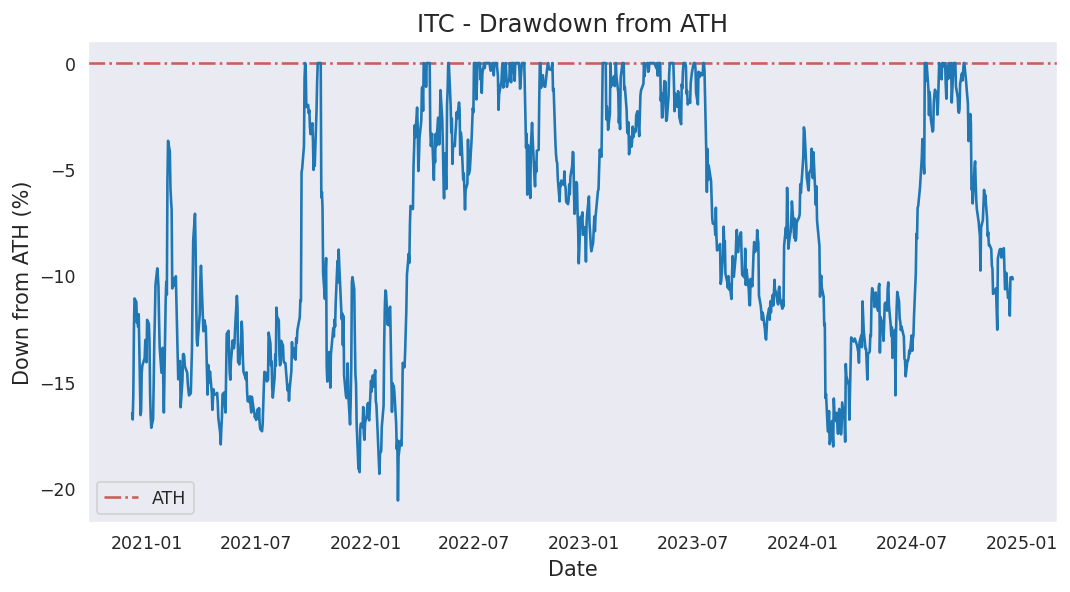 ITC - Drawdown from ATH
Down from ATH (%)
0
−5
−10
−15
−20
ATH
2021-01 2021-07 2022-01 2022-07 2023-01 2023-07 2024-01 2024-07 2025-01
Date